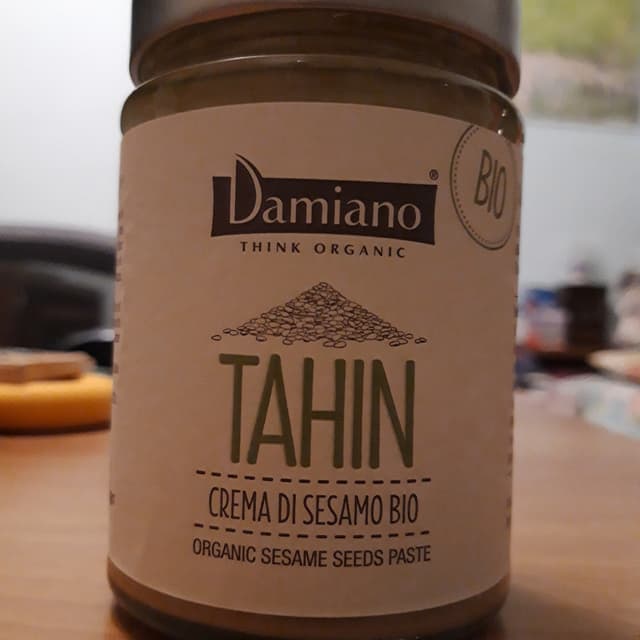 Damiano®
THINK ORGANIC
BIO
TAHIN
CREMA DI SESAMO BIO
ORGANIC SESAME SEEDS PASTE